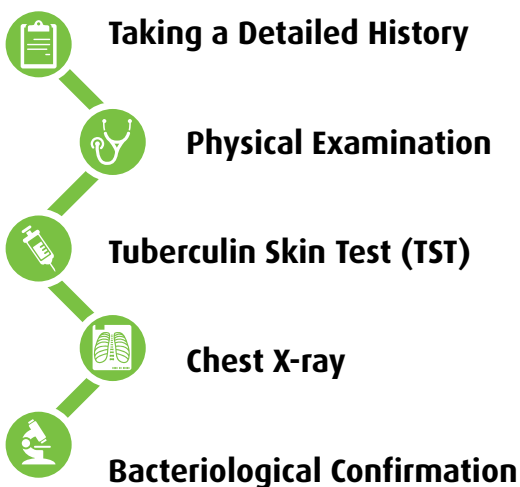 Taking a Detailed History
Physical Examination
Tuberculin Skin Test (TST)
Chest X-ray
Bacteriological Confirmation